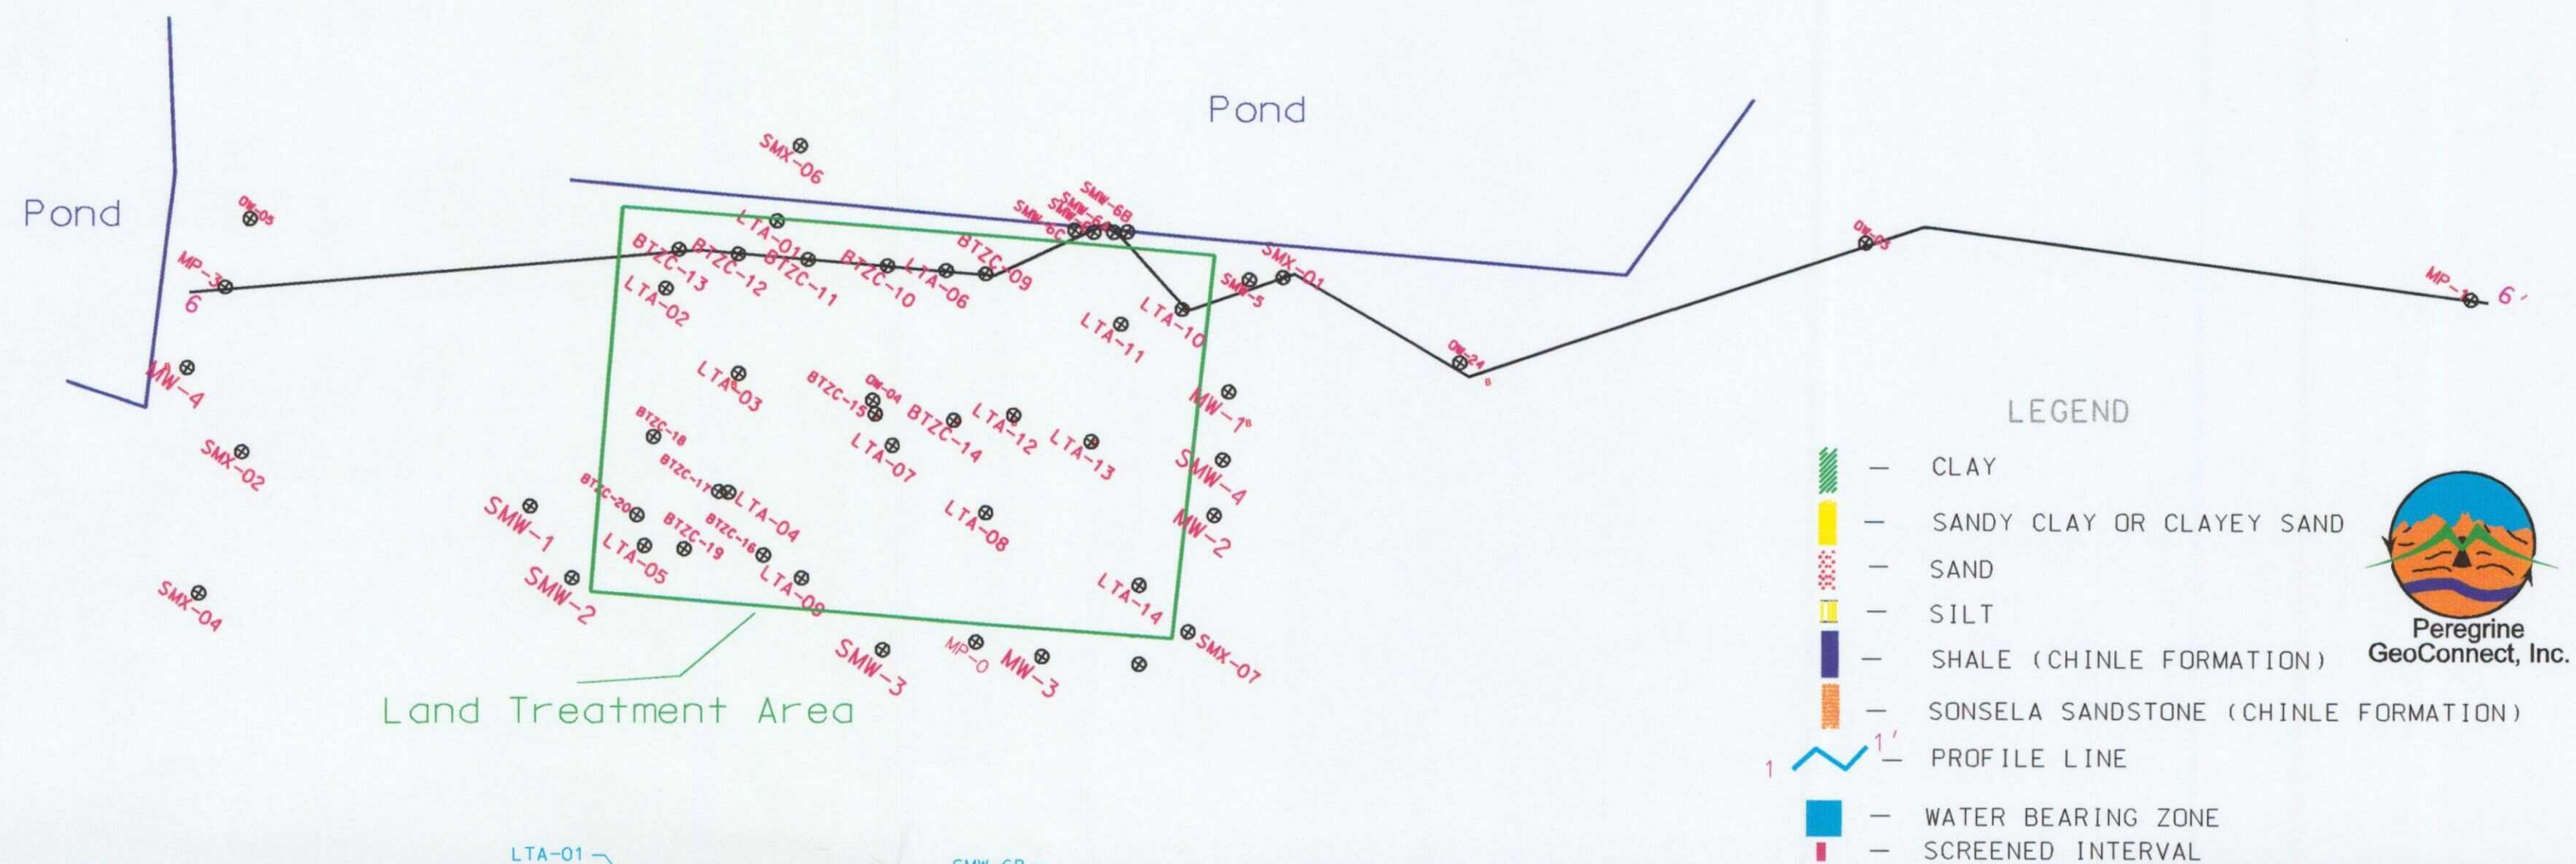 Pond
Pond
SMX-06
OW-05
SMW-6B
LTA-01
MP-3
6
BTZC-13
BTZC-12
BTZC-11
BTZC-10
LTA-06
BTZC-09
SMX-01
SMW-5
OW-03
MP-1
6'
LTA-02
LTA-10
LTA-11
OW-24
B
MW-4
LTA-03
BTZC-15
OW-04
BTZC-14
LTA-12
LTA-13
MW-1
B
BTZC-18
LTA-07
SMX-02
SMW-4
BTZC-17
LTA-04
BTZC-20
SMW-1
BTZC-19
BTZC-16
LTA-08
MW-2
LTA-05
LTA-09
SMW-2
SMX-04
LTA-14
SMW-3
MP-0
MW-3
SMX-07
Land Treatment Area
LEGEND
— CLAY
— SANDY CLAY OR CLAYEY SAND
— SAND
— SILT
— SHALE (CHINLE FORMATION)
— SONSELA SANDSTONE (CHINLE FORMATION)
1 1' — PROFILE LINE
— WATER BEARING ZONE
— SCREENED INTERVAL
Peregrine
GeoConnect, Inc.
LTA-01